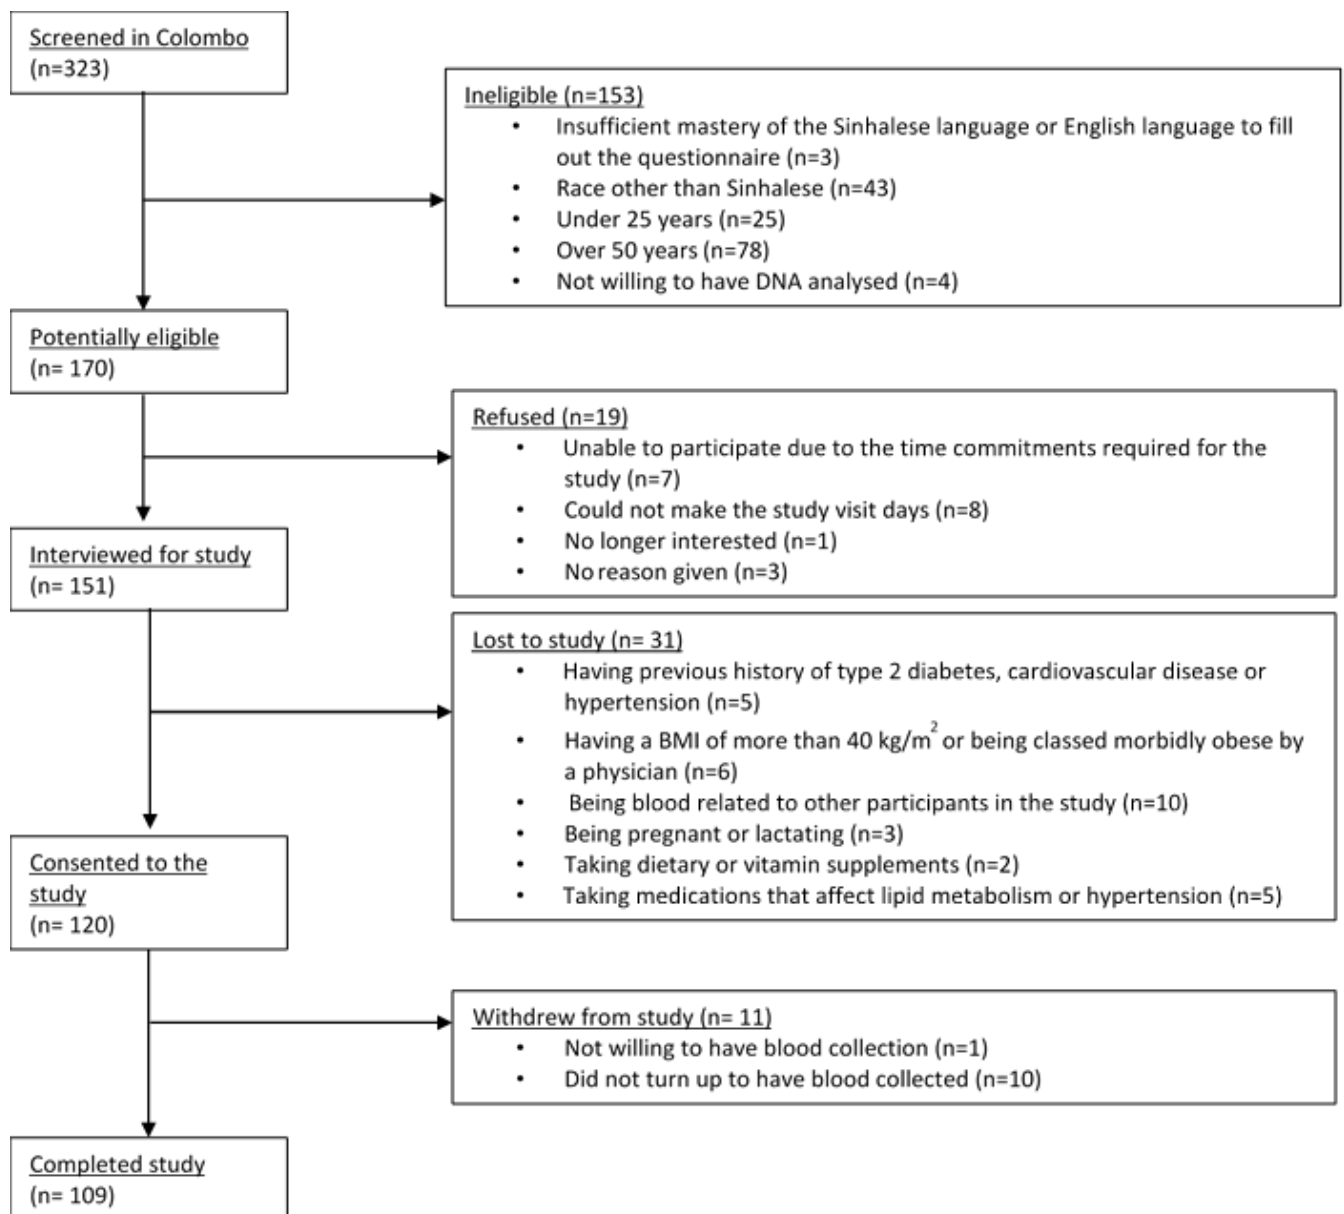 Screened in Colombo
(n=323)
Ineligible (n=153)
• Insufficient mastery of the Sinhalese language or English language to fill
out the questionnaire (n=3)
• Race other than Sinhalese (n=43)
• Under 25 years (n=25)
• Over 50 years (n=78)
• Not willing to have DNA analysed (n=4)
Potentially eligible
(n= 170)
Refused (n=19)
• Unable to participate due to the time commitments required for the
study (n=7)
• Could not make the study visit days (n=8)
• No longer interested (n=1)
• No reason given (n=3)
Interviewed for study
(n= 151)
Lost to study (n= 31)
• Having previous history of type 2 diabetes, cardiovascular disease or
hypertension (n=5)
• Having a BMI of more than 40 kg/m² or being classed morbidly obese by
a physician (n=6)
• Being blood related to other participants in the study (n=10)
• Being pregnant or lactating (n=3)
• Taking dietary or vitamin supplements (n=2)
• Taking medications that affect lipid metabolism or hypertension (n=5)
Consented to the
study
(n= 120)
Withdrew from study (n= 11)
• Not willing to have blood collection (n=1)
• Did not turn up to have blood collected (n=10)
Completed study
(n= 109)